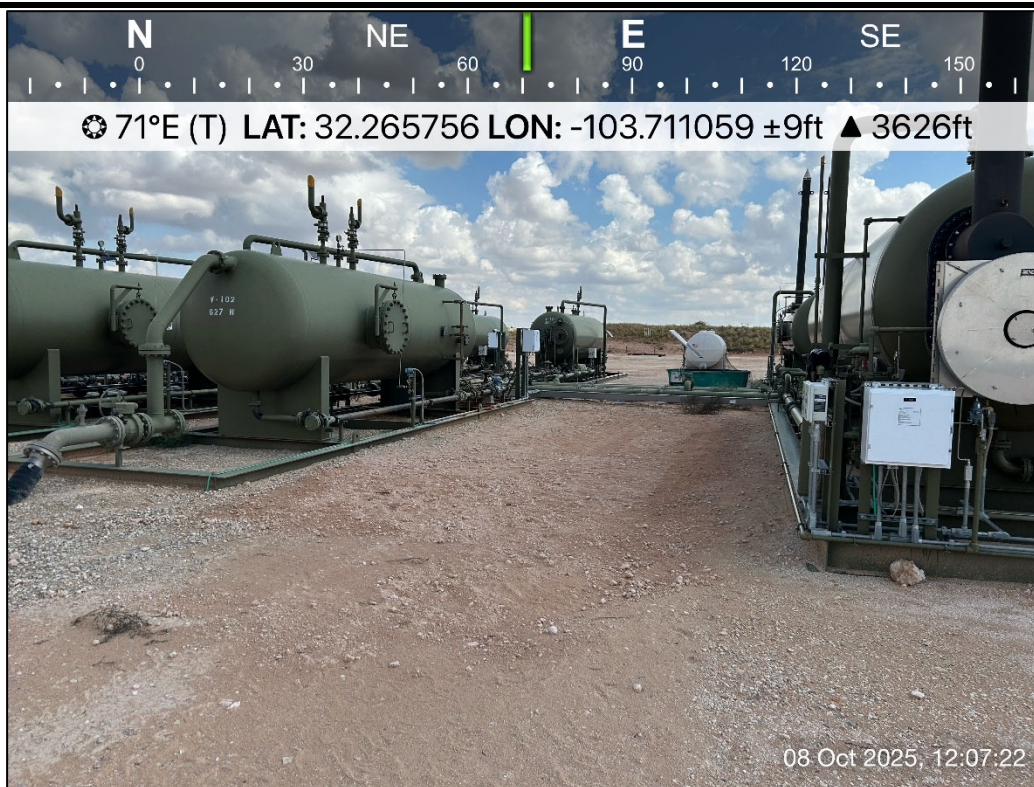 N NE E SE
0 30 60 90 120 150
71°E (T) LAT: 32.265756 LON: -103.711059 ±9ft ▲ 3626ft
V-102
627 H
08 Oct 2025, 12:07:22